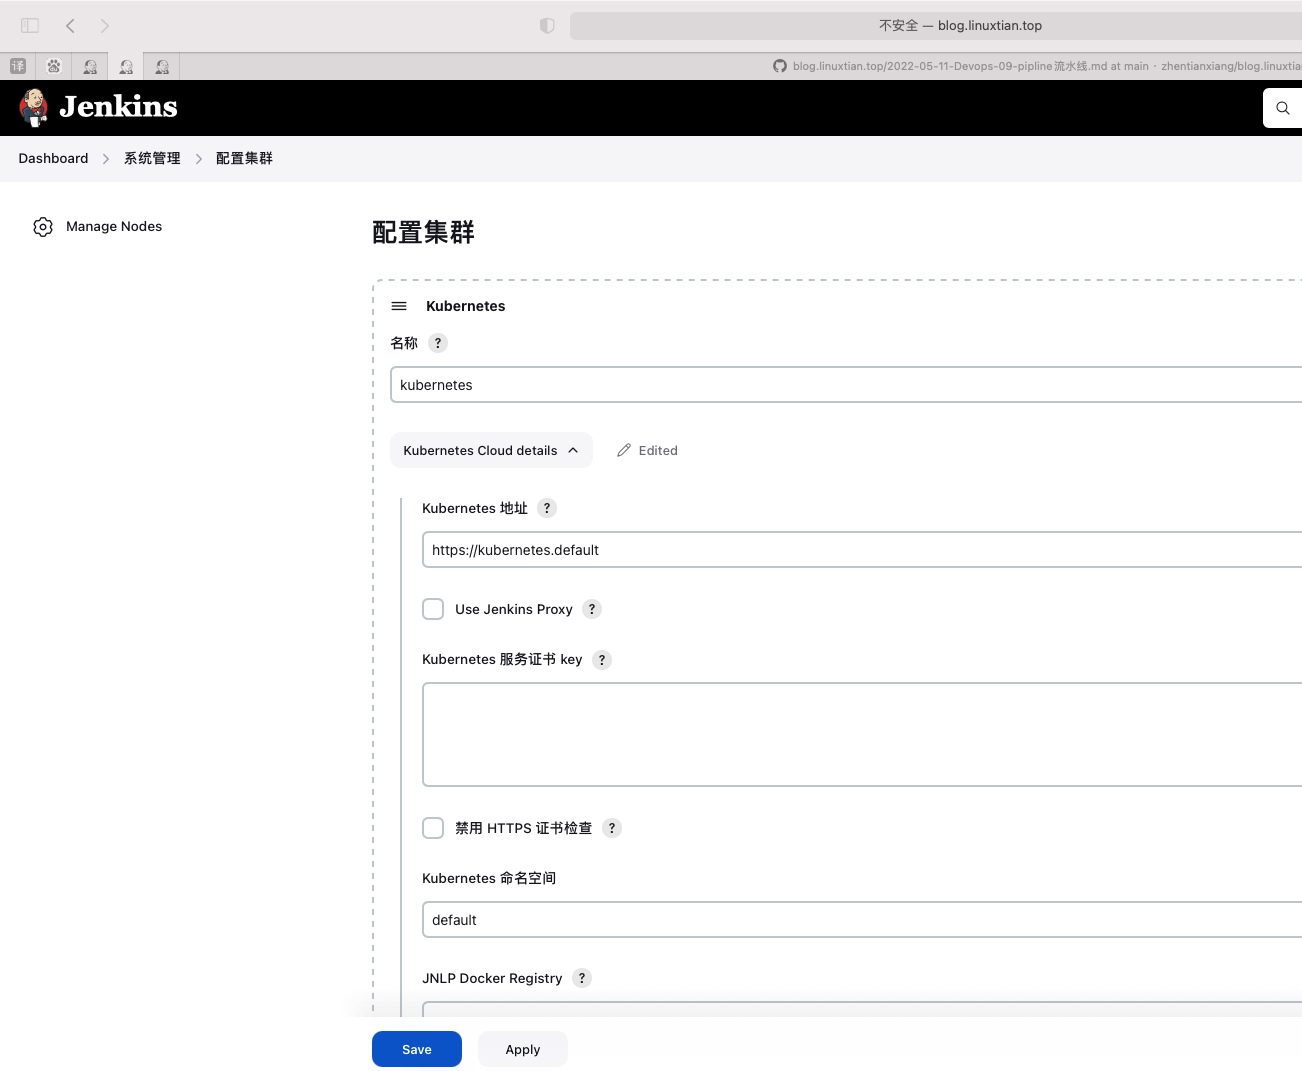 不安全 — blog.linuxtian.top
译
blog.linuxtian.top/2022-05-11-Devops-09-pipline流水线.md at main · zhentianxiang/blog.linuxtia
Jenkins
Dashboard
系统管理
配置集群
Manage Nodes
配置集群
Kubernetes
名称 ?
kubernetes
Kubernetes Cloud details
Edited
Kubernetes 地址 ?
https://kubernetes.default
Use Jenkins Proxy ?
Kubernetes 服务证书 key ?
禁用 HTTPS 证书检查 ?
Kubernetes 命名空间
default
JNLP Docker Registry ?
Save
Apply